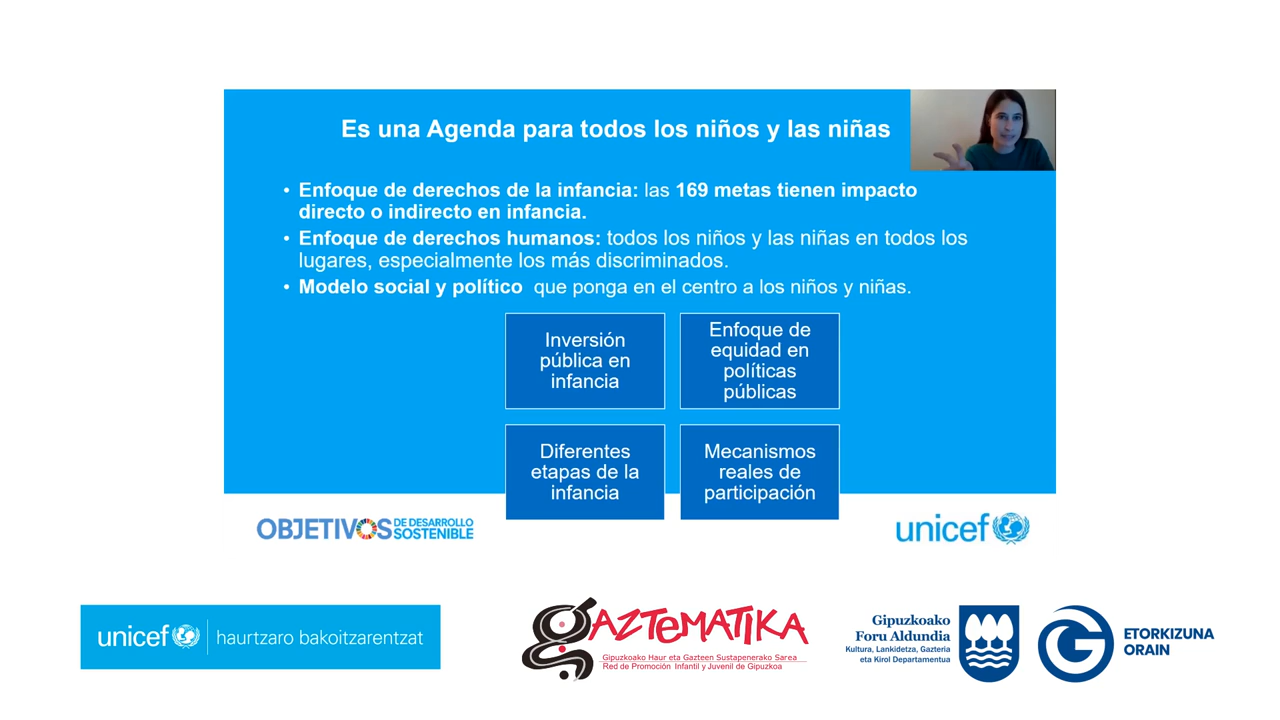 Es una Agenda para todos los niños y las niñas
• Enfoque de derechos de la infancia: las 169 metas tienen impacto
directo o indirecto en infancia.
• Enfoque de derechos humanos: todos los niños y las niñas en todos los
lugares, especialmente los más discriminados.
• Modelo social y político que ponga en el centro a los niños y niñas.
Inversión
pública en
infancia
Enfoque de
equidad en
políticas
públicas
Diferentes
etapas de la
infancia
Mecanismos
reales de
participación
OBJETIVOS DE DESARROLLO
SOSTENIBLE
unicef
unicef haurtzaro bakoitzarentzat
gAZTEMATIKA
Gipuzkoako Haur eta Gazteen Sustapenerako Sarea
Red de Promoción Infantil y Juvenil de Gipuzkoa
Gipuzkoako
Foru Aldundia
Kultura, Lankidetza, Gazteria
eta Kirol Departamentua
ETORKIZUNA
ORAIN